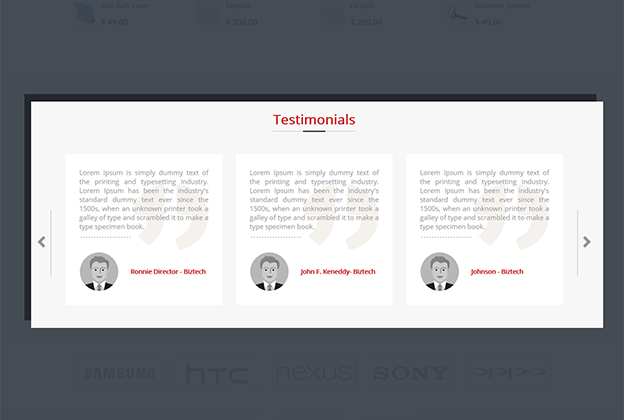 Blue Back Cover
Earpods
Earpods
Bluetooth Speaker
$ 49.00
$ 200.00
$ 200.00
$ 49.00
Testimonials
Lorem Ipsum is simply dummy text of
the printing and typesetting industry.
Lorem Ipsum has been the industry's
standard dummy text ever since the
1500s, when an unknown printer took a
galley of type and scrambled it to make a
type specimen book.
Ronnie Director - Biztech
Lorem Ipsum is simply dummy text of
the printing and typesetting industry.
Lorem Ipsum has been the industry's
standard dummy text ever since the
1500s, when an unknown printer took a
galley of type and scrambled it to make a
type specimen book.
John F. Keneddy- Biztech
Lorem Ipsum is simply dummy text of
the printing and typesetting industry.
Lorem Ipsum has been the industry's
standard dummy text ever since the
1500s, when an unknown printer took a
galley of type and scrambled it to make a
type specimen book.
Johnson - Biztech
SAMSUNG
hTC
nexus
SONY
oppo